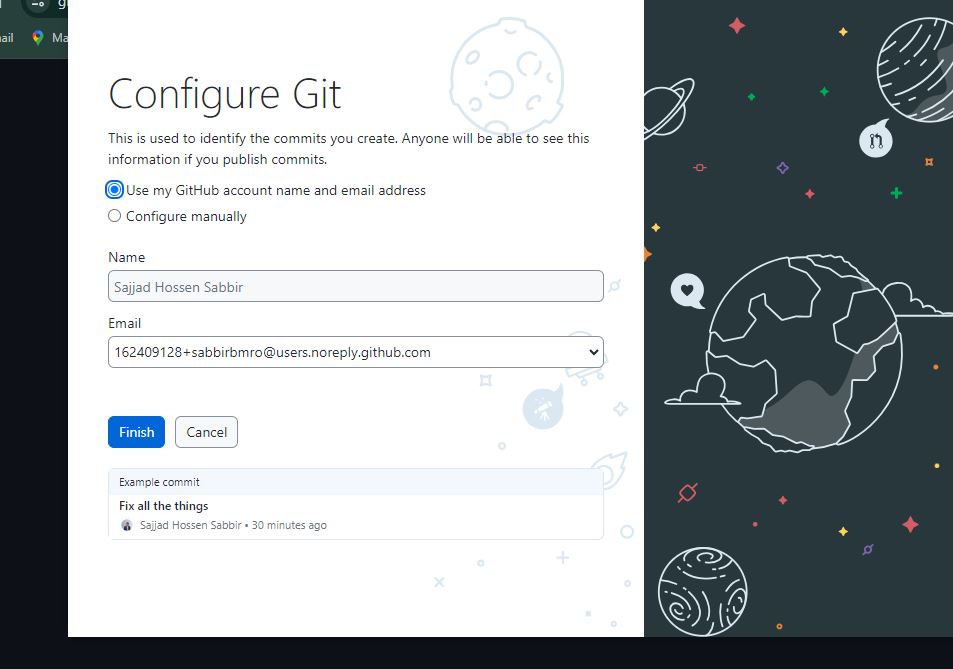 ail
Ma
Configure Git
This is used to identify the commits you create. Anyone will be able to see this
information if you publish commits.
Use my GitHub account name and email address
Configure manually
Name
Sajjad Hossen Sabbir
Email
162409128+sabbirbmro@users.noreply.github.com
Finish
Cancel
Example commit
Fix all the things
Sajjad Hossen Sabbir • 30 minutes ago